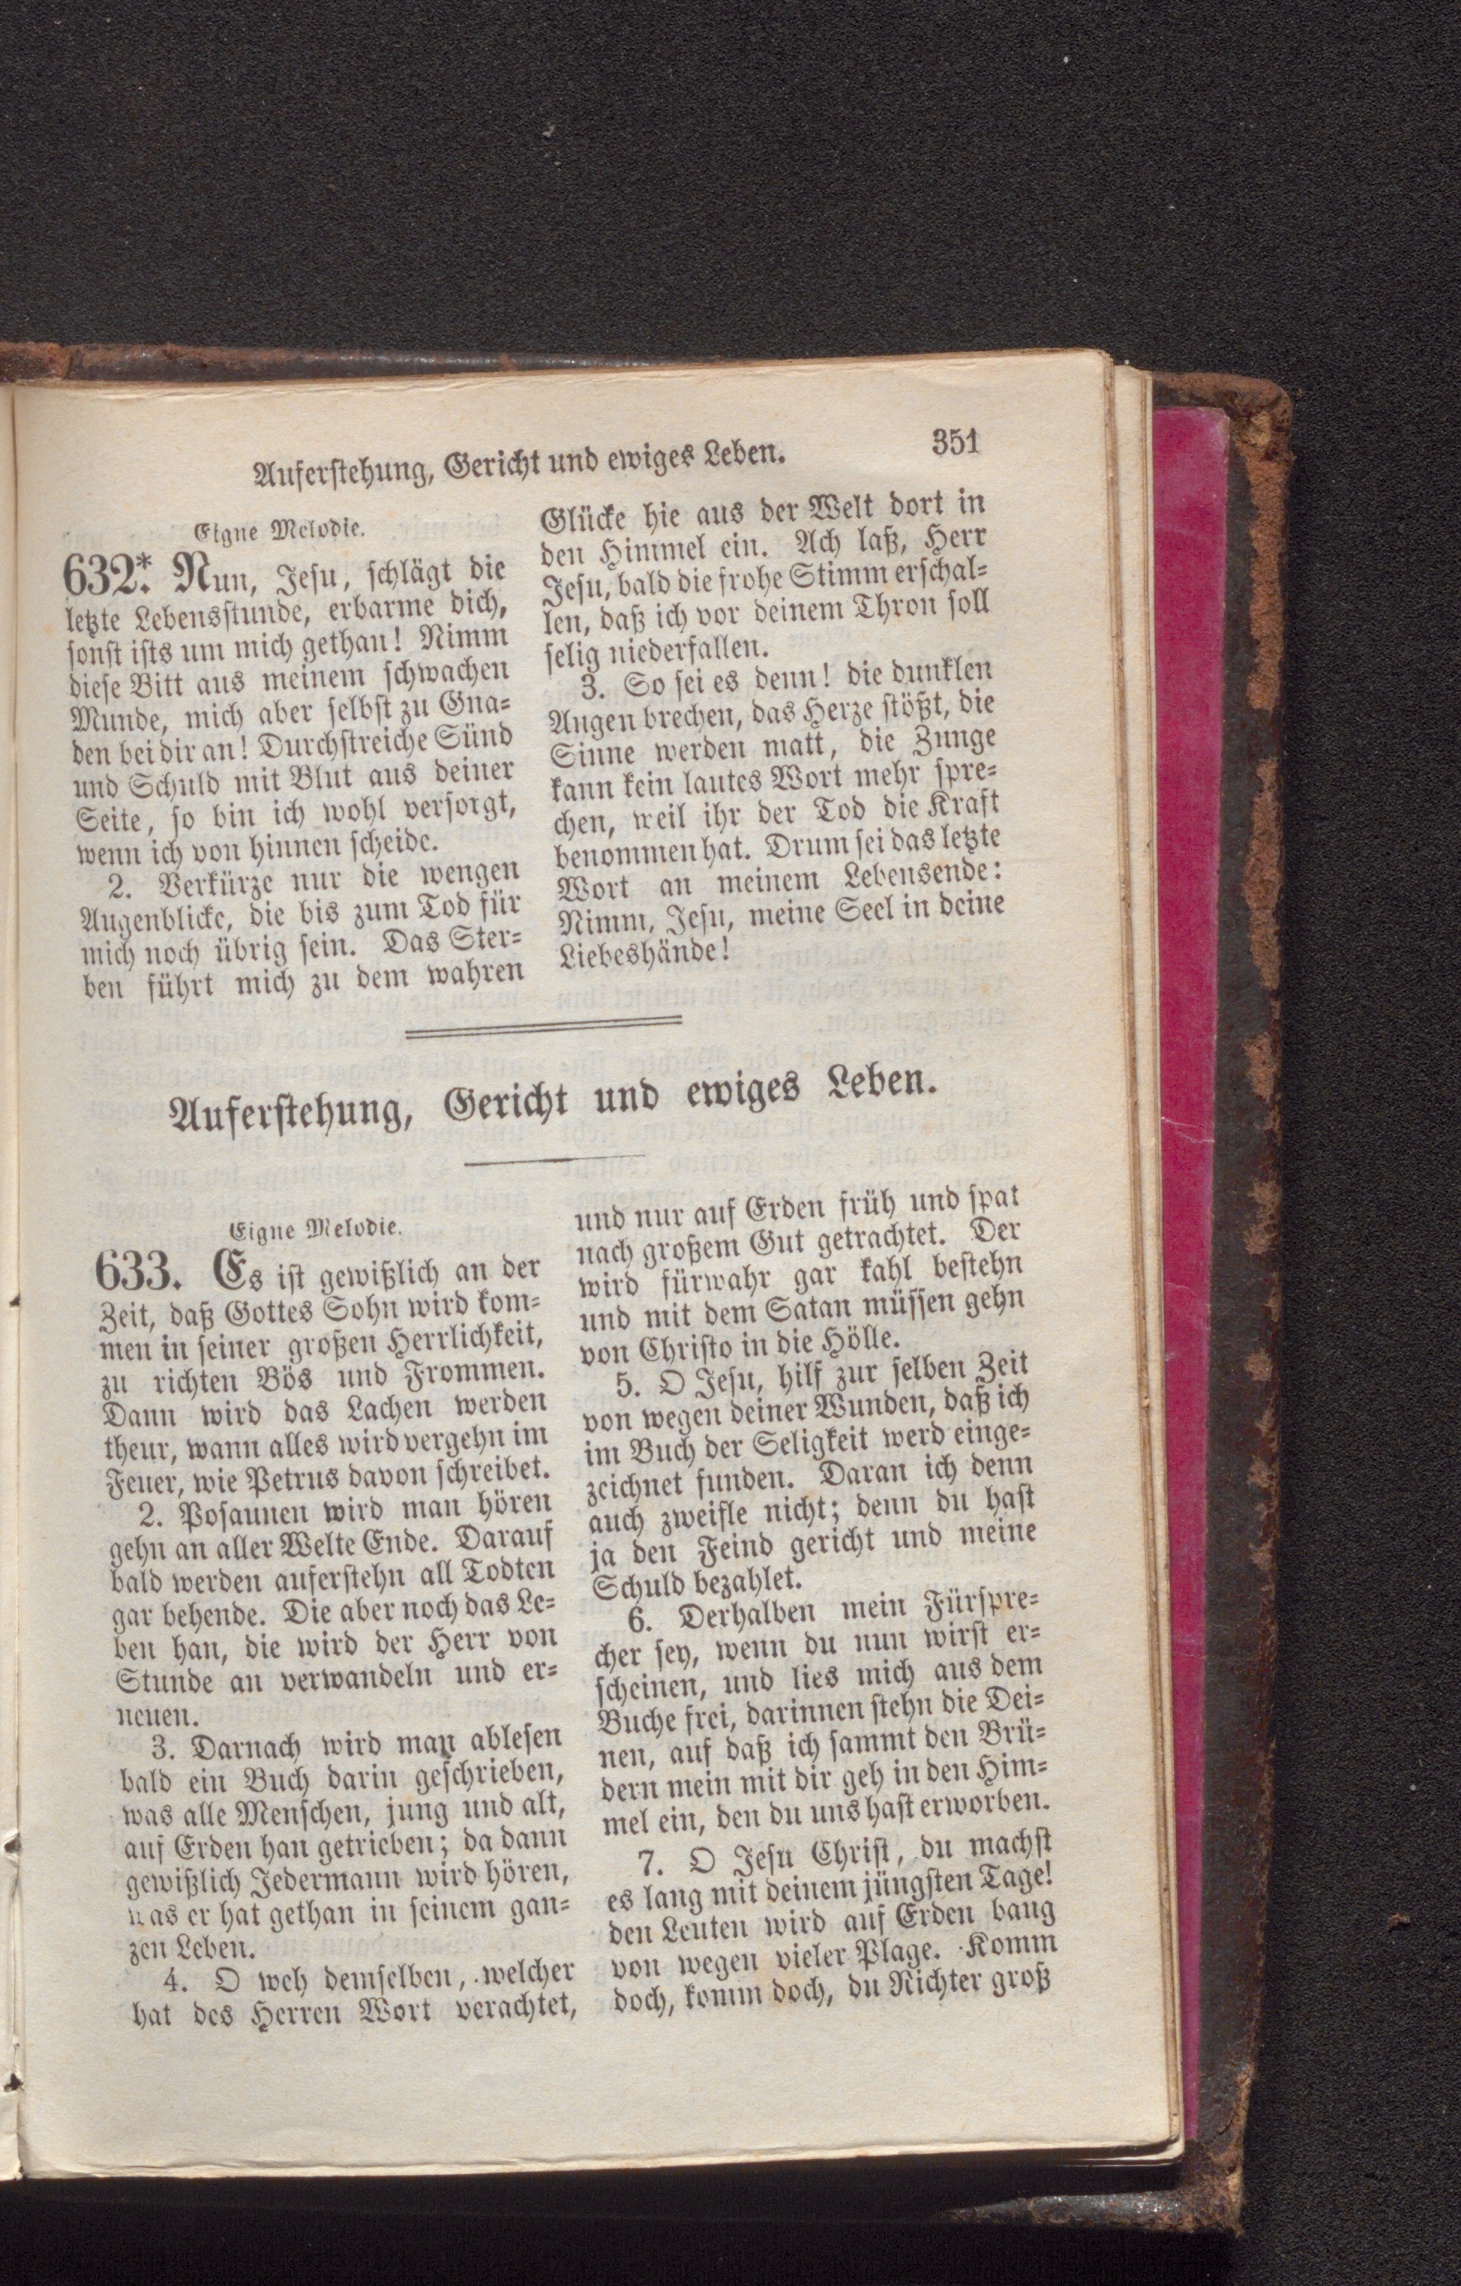 Auferstehung, Gericht und ewiges Leben.
351
Eigne Melodie.
632*. Nun, Jesu, schlägt die
letzte Lebensstunde, erbarme dich,
sonst ists um mich gethan! Nimm
diese Bitt aus meinem schwachen
Munde, mich aber selbst zu Gna-
den bei dir an! Durchstreiche Sünd
und Schuld mit Blut aus deiner
Seite, so bin ich wohl versorgt,
wenn ich von hinnen scheide.
2. Verkürze nur die wengen
Augenblicke, die bis zum Tod für
mich noch übrig sein. Das Ster-
ben führt mich zu dem wahren
Glücke hie aus der Welt dort in
den Himmel ein. Ach laß, Herr
Jesu, bald die frohe Stimm erschal-
len, daß ich vor deinem Thron soll
selig niederfallen.
3. So sei es denn! die dunklen
Augen brechen, das Herze stößt, die
Sinne werden matt, die Zunge
kann kein lautes Wort mehr spre-
chen, weil ihr der Tod die Kraft
benommen hat. Drum sei das letzte
Wort an meinem Lebensende:
Nimm, Jesu, meine Seel in deine
Liebeshände!
Auferstehung, Gericht und ewiges Leben.
Eigne Melodie.
633. Es ist gewißlich an der
Zeit, daß Gottes Sohn wird kom-
men in seiner großen Herrlichkeit,
zu richten Bös und Frommen.
Dann wird das Lachen werden
theur, wann alles wird vergehn im
Feuer, wie Petrus davon schreibet.
2. Posaunen wird man hören
gehn an aller Welte Ende. Darauf
bald werden auferstehn all Todten
gar behende. Die aber noch das Le-
ben han, die wird der Herr von
Stunde an verwandeln und er-
neuen.
3. Darnach wird man ablesen
bald ein Buch darin geschrieben,
was alle Menschen, jung und alt,
auf Erden han getrieben; da dann
gewißlich Jedermann wird hören,
was er hat gethan in seinem gan-
zen Leben.
4. O weh demselben, welcher
hat des Herren Wort verachtet,
und nur auf Erden früh und spat
nach großem Gut getrachtet. Der
wird fürwahr gar kahl bestehn
und mit dem Satan müssen gehn
von Christo in die Hölle.
5. O Jesu, hilf zur selben Zeit
von wegen deiner Wunden, daß ich
im Buch der Seligkeit werd einge-
zeichnet funden. Daran ich denn
auch zweifle nicht; denn du hast
ja den Feind gericht und meine
Schuld bezahlet.
6. Derhalben mein Fürspre-
cher sey, wenn du nun wirst er-
scheinen, und lies mich aus dem
Buche frei, darinnen stehn die Dei-
nen, auf daß ich sammt den Brü-
dern mein mit dir geh in den Him-
mel ein, den du uns hast erworben.
7. O Jesu Christ, du machst
es lang mit deinem jüngsten Tage!
den Leuten wird auf Erden bang
von wegen vieler Plage. Komm
doch, komm doch, du Richter groß